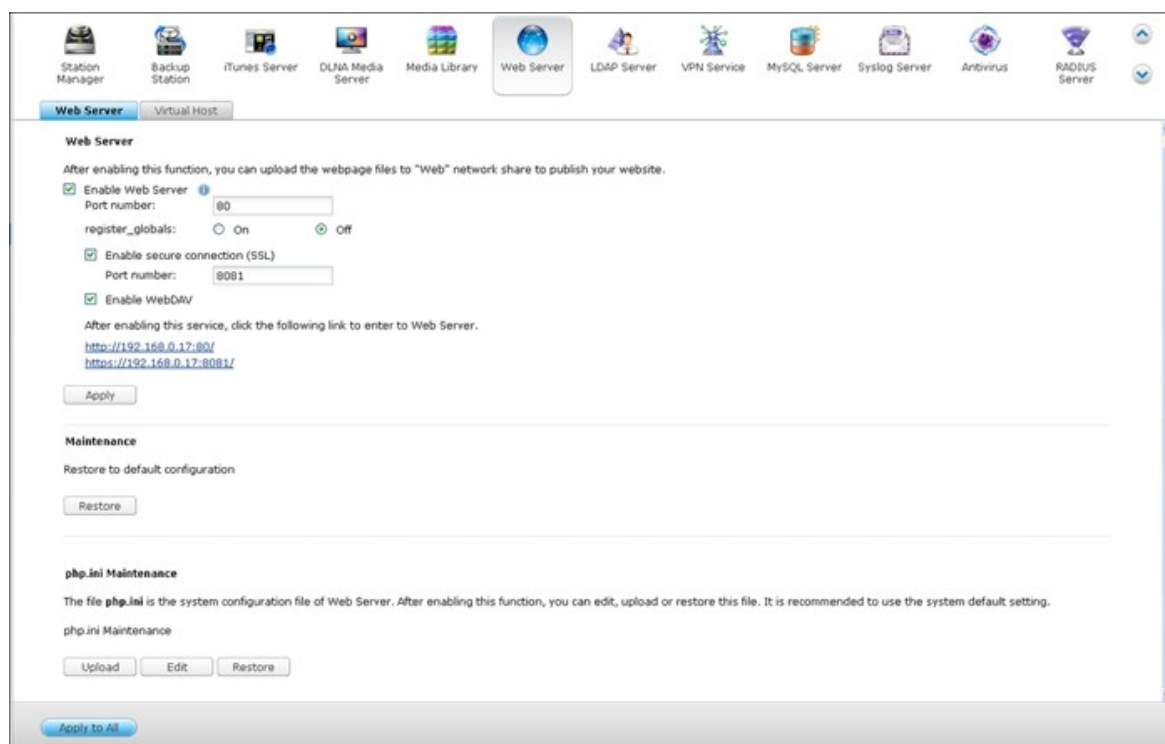 Station Manager
Backup Station
iTunes Server
DLNA Media Server
Media Library
Web Server
LDAP Server
VPN Service
MySQL Server
Syslog Server
Antivirus
RADIUS Server
Web Server
Virtual Host
Web Server
After enabling this function, you can upload the webpage files to "Web" network share to publish your website.
Enable Web Server
Port number: 80
register_globals: On Off
Enable secure connection (SSL)
Port number: 8081
Enable WebDAV
After enabling this service, click the following link to enter to Web Server.
http://192.168.0.17:80/
https://192.168.0.17:8081/
Apply
Maintenance
Restore to default configuration
Restore
php.ini Maintenance
The file php.ini is the system configuration file of Web Server. After enabling this function, you can edit, upload or restore this file. It is recommended to use the system default setting.
php.ini Maintenance
Upload Edit Restore
Apply to All